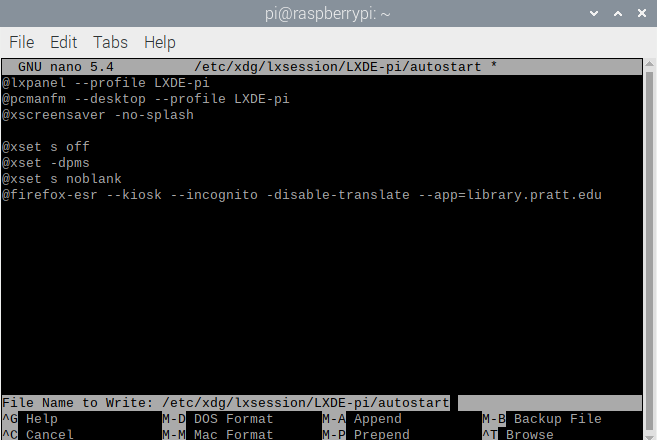 pi@raspberrypi: ~
File Edit Tabs Help
GNU nano 5.4 /etc/xdg/lxsession/LXDE-pi/autostart *
@lxpanel --profile LXDE-pi
@pcmanfm --desktop --profile LXDE-pi
@xscreensaver -no-splash
@xset s off
@xset -dpms
@xset s noblank
@firefox-esr --kiosk --incognito -disable-translate --app=library.pratt.edu
File Name to Write: /etc/xdg/lxsession/LXDE-pi/autostart
^G Help M-D DOS Format M-A Append M-B Backup File
^C Cancel M-M Mac Format M-P Prepend ^T Browse